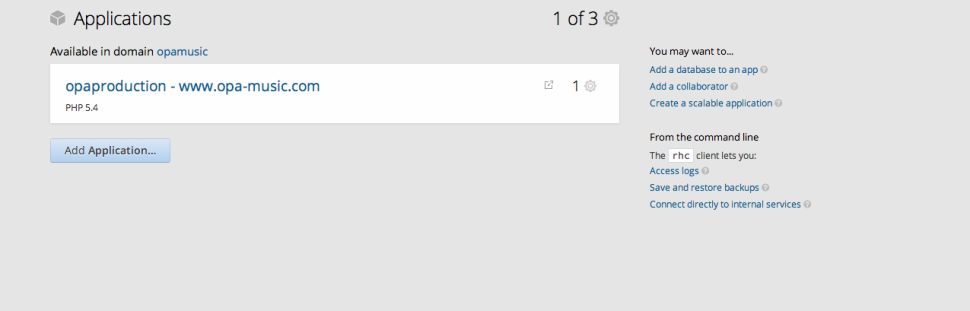 Applications
1 of 3
Available in domain opamusic
opaproduction - www.opa-music.com
1
PHP 5.4
Add Application...
You may want to...
Add a database to an app
Add a collaborator
Create a scalable application
From the command line
The rhc client lets you:
Access logs
Save and restore backups
Connect directly to internal services